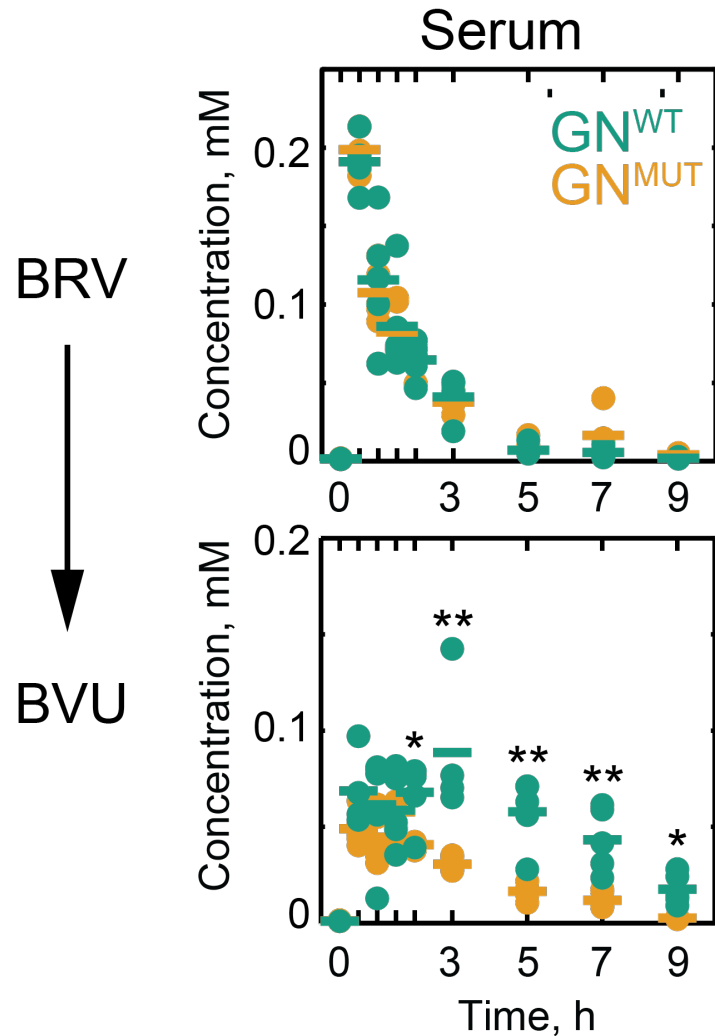 Serum
Concentration, mM
0.2
0.1
0
GN^WT
GN^MUT
BRV
0 3 5 7 9
Concentration, mM
0.2
0.1
0
**
*
**
**
*
BVU
0 3 5 7 9
Time, h